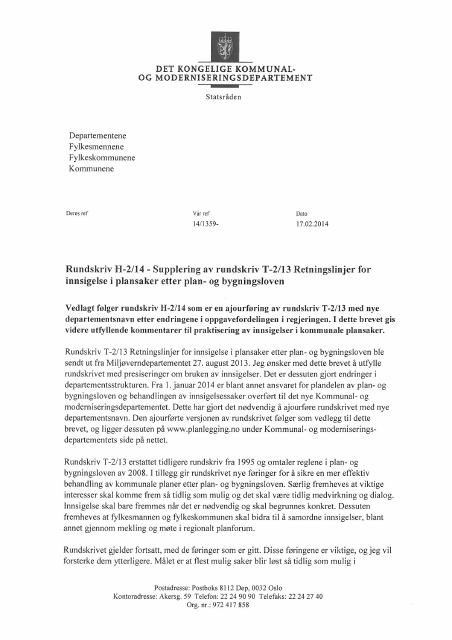 DET KONGELIGE KOMMUNAL-
OG MODERNISERINGSDEPARTEMENT
Statsråden
Departementene
Fylkesmennene
Fylkeskommunene
Kommunene
Deres ref
Vår ref
Dato
14/1359-
17.02.2014
Rundskriv H-2/14 - Supplering av rundskriv T-2/13 Retningslinjer for
innsigelse i plansaker etter plan- og bygningsloven
Vedlagt følger rundskriv H-2/14 som er en ajourføring av rundskriv T-2/13 med nye
departementsnavn etter endringene i oppgavefordelingen i regjeringen. I dette brevet gis
videre utfyllende kommentarer til praktisering av innsigelser i kommunale plansaker.
Rundskriv T-2/13 Retningslinjer for innsigelse i plansaker etter plan- og bygningsloven ble
sendt ut fra Miljøverndepartementet 27. august 2013. Jeg ønsker med dette brevet å utfylle
rundskrivet med presiseringer om bruken av innsigelser. Det er dessuten gjort endringer i
departementsstrukturen. Fra 1. januar 2014 er blant annet ansvaret for plandelen av plan- og
bygningsloven og behandlingen av innsigelsessaker overført til det nye Kommunal- og
moderniseringsdepartementet. Dette har gjort det nødvendig å ajourføre rundskrivet med nye
departementsnavn. Den ajourførte versjonen av rundskrivet følger som vedlegg til dette
brevet, og ligger dessuten på www.planlegging.no under Kommunal- og moderniserings-
departementets side på nettet.
Rundskriv T-2/13 erstattet tidligere rundskriv fra 1995 og omtaler reglene i plan- og
bygningsloven av 2008. I tillegg gir rundskrivet nye føringer for å sikre en mer effektiv
behandling av kommunale planer etter plan- og bygningsloven. Særlig fremheves at viktige
interesser skal komme frem så tidlig som mulig og det skal være tidlig medvirkning og dialog.
Innsigelse skal bare fremmes når det er nødvendig og skal begrunnes konkret. Dessuten
fremheves at fylkesmannen og fylkeskommunen skal bidra til å samordne innsigelser, blant
annet gjennom mekling og møte i regionalt planforum.
Rundskrivet gjelder fortsatt, med de føringer som er gitt. Disse føringene er viktige, og jeg vil
forsterke dem ytterligere. Målet er at flest mulig saker blir løst så tidlig som mulig i
Postadresse: Postboks 8112 Dep, 0032 Oslo
Kontoradresse: Akersg. 59 Telefon: 22 24 90 90 Telefaks: 22 24 27 40
Org. nr.: 972 417 858